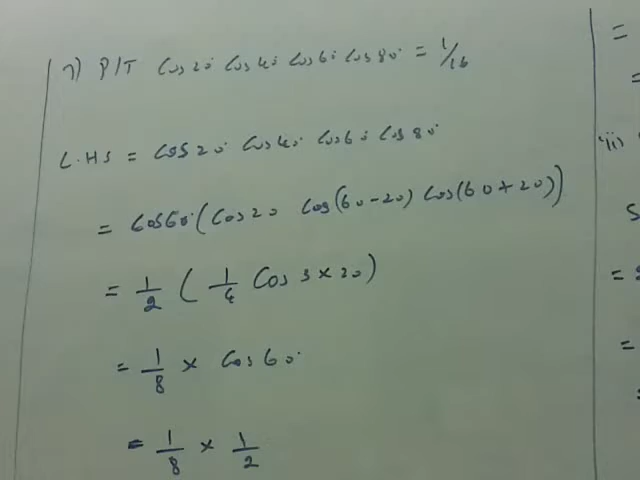 7) P/T Cos 20° Cos 40° Cos 60° Cos 80° = 1/16
L.HS = Cos 20° Cos 40° Cos 60° Cos 80°
= Cos 60° (Cos 20 Cos(60-20) Cos(60+20))
= 1/2 ( 1/4 Cos 3×20)
= 1/8 × Cos 60°
= 1/8 × 1/2
=
=
iii)
S
=
=